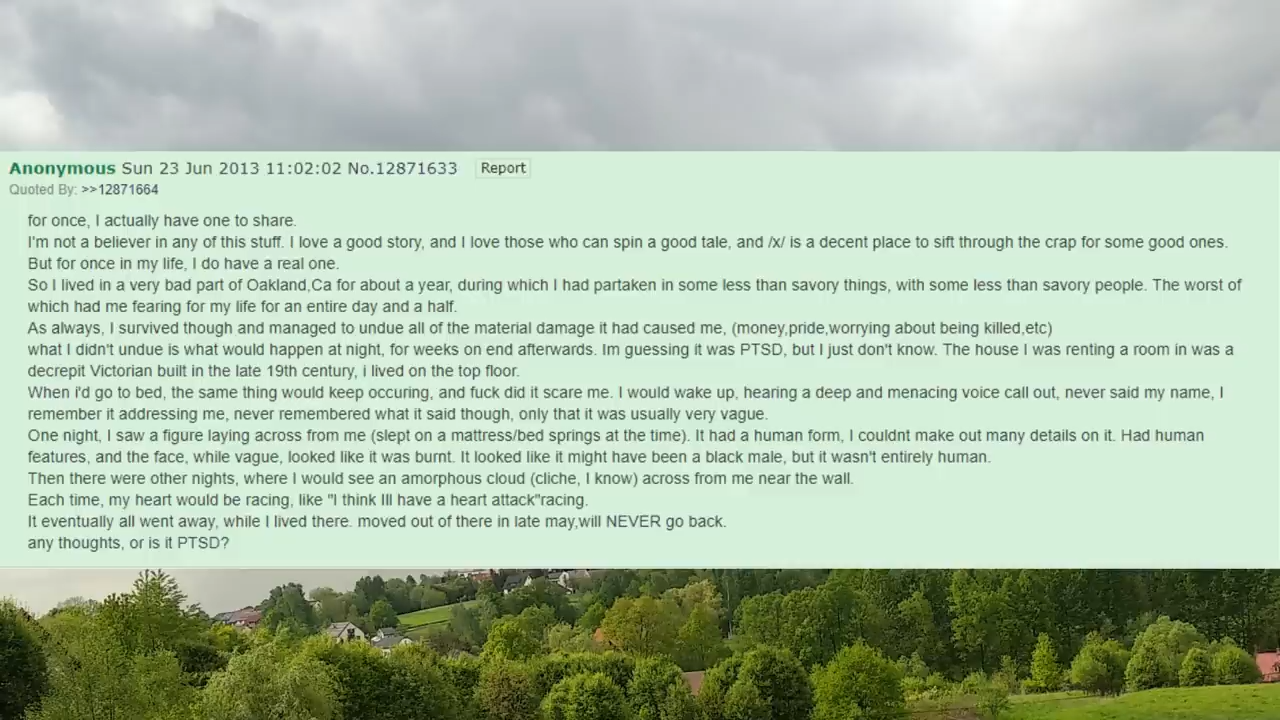 Anonymous Sun 23 Jun 2013 11:02:02 No.12871633 Report
Quoted By: >>12871664
for once, I actually have one to share.
I'm not a believer in any of this stuff. I love a good story, and I love those who can spin a good tale, and /x/ is a decent place to sift through the crap for some good ones.
But for once in my life, I do have a real one.
So I lived in a very bad part of Oakland,Ca for about a year, during which I had partaken in some less than savory things, with some less than savory people. The worst of
which had me fearing for my life for an entire day and a half.
As always, I survived though and managed to undue all of the material damage it had caused me, (money,pride,worrying about being killed,etc)
what I didn't undue is what would happen at night, for weeks on end afterwards. Im guessing it was PTSD, but I just don't know. The house I was renting a room in was a
decrepit Victorian built in the late 19th century, i lived on the top floor.
When i'd go to bed, the same thing would keep occuring, and fuck did it scare me. I would wake up, hearing a deep and menacing voice call out, never said my name, I
remember it addressing me, never remembered what it said though, only that it was usually very vague.
One night, I saw a figure laying across from me (slept on a mattress/bed springs at the time). It had a human form, I couldnt make out many details on it. Had human
features, and the face, while vague, looked like it was burnt. It looked like it might have been a black male, but it wasn't entirely human.
Then there were other nights, where I would see an amorphous cloud (cliche, I know) across from me near the wall.
Each time, my heart would be racing, like "I think Ill have a heart attack"racing.
It eventually all went away, while I lived there. moved out of there in late may,will NEVER go back.
any thoughts, or is it PTSD?